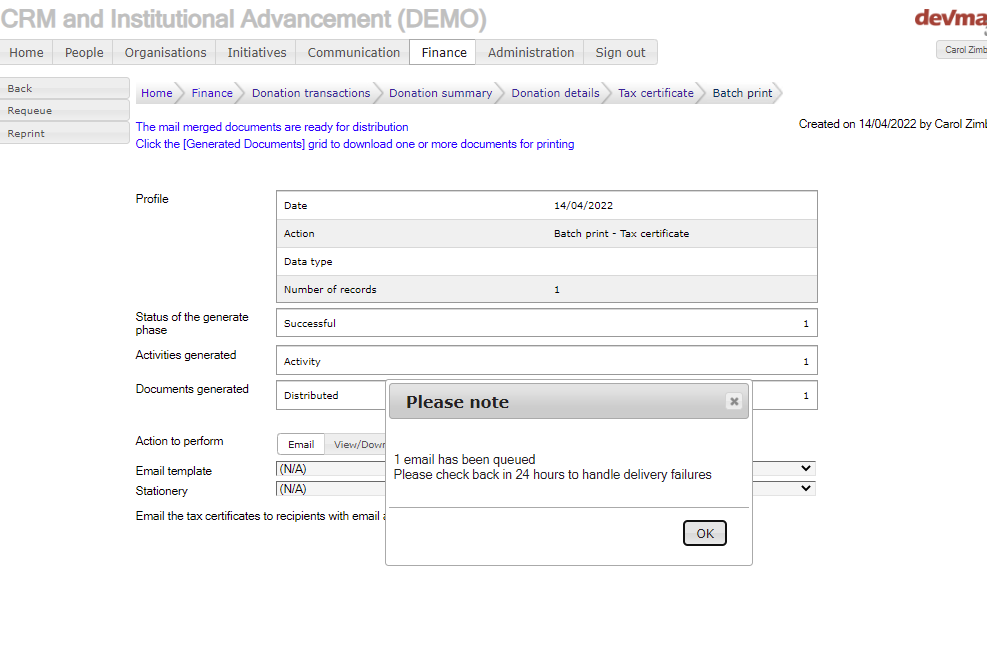 CRM and Institutional Advancement (DEMO)
devma
Home People Organisations Initiatives Communication Finance Administration Sign out
Carol Zimb
Back
Requeue
Reprint
Home Finance Donation transactions Donation summary Donation details Tax certificate Batch print
The mail merged documents are ready for distribution
Click the [Generated Documents] grid to download one or more documents for printing
Created on 14/04/2022 by Carol Zimb
Profile
Date 14/04/2022
Action Batch print - Tax certificate
Data type
Number of records 1
Status of the generate
phase
Successful 1
Activities generated
Activity 1
Documents generated
Distributed 1
Please note
Action to perform
Email View/Down
1 email has been queued
Please check back in 24 hours to handle delivery failures
Email template (N/A)
Stationery (N/A)
Email the tax certificates to recipients with email a
OK